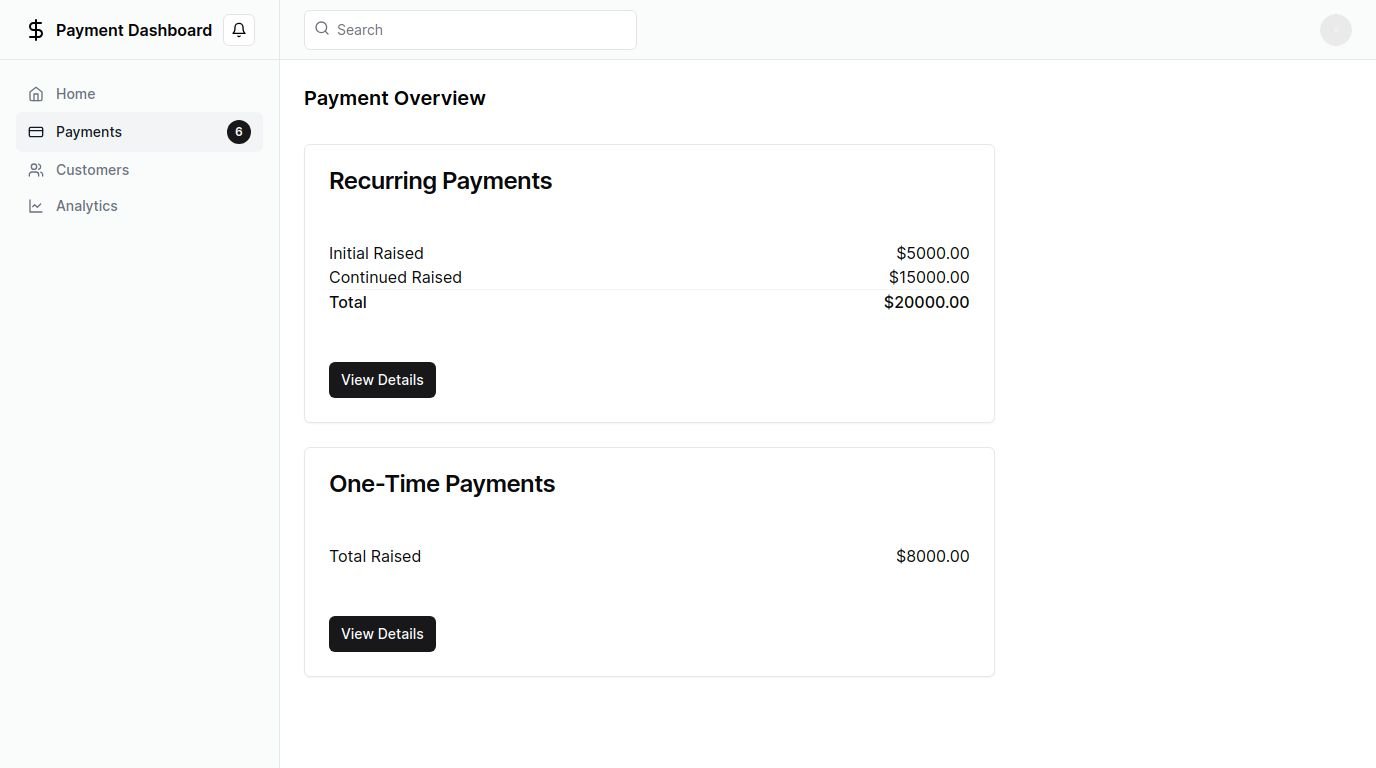 Payment Dashboard
Search
Home
Payments 6
Customers
Analytics
Payment Overview
Recurring Payments
Initial Raised $5000.00
Continued Raised $15000.00
Total $20000.00
View Details
One-Time Payments
Total Raised $8000.00
View Details